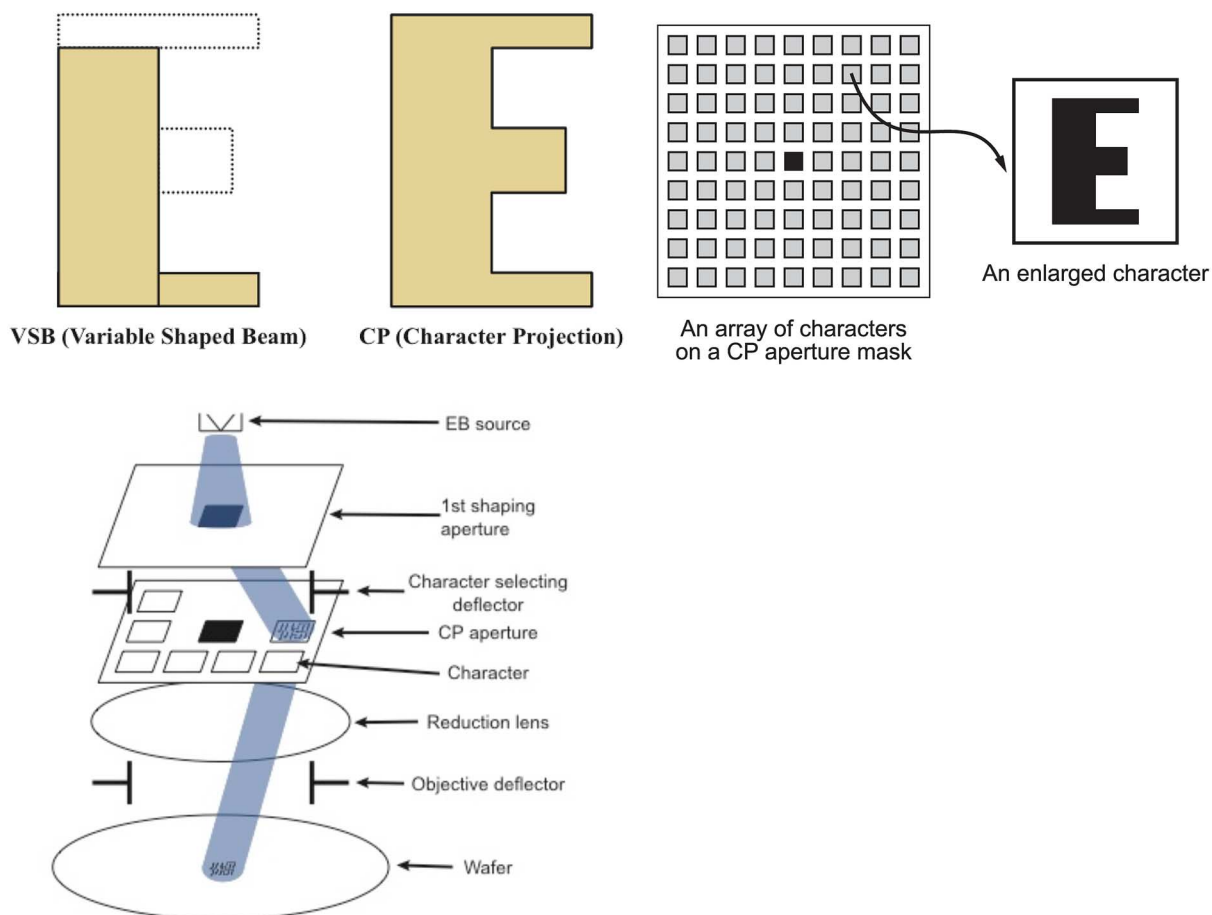 VSB (Variable Shaped Beam)
CP (Character Projection)
An array of characters
on a CP aperture mask
E
An enlarged character
EB source
1st shaping
aperture
Character selecting
deflector
CP aperture
Character
Reduction lens
Objective deflector
Wafer